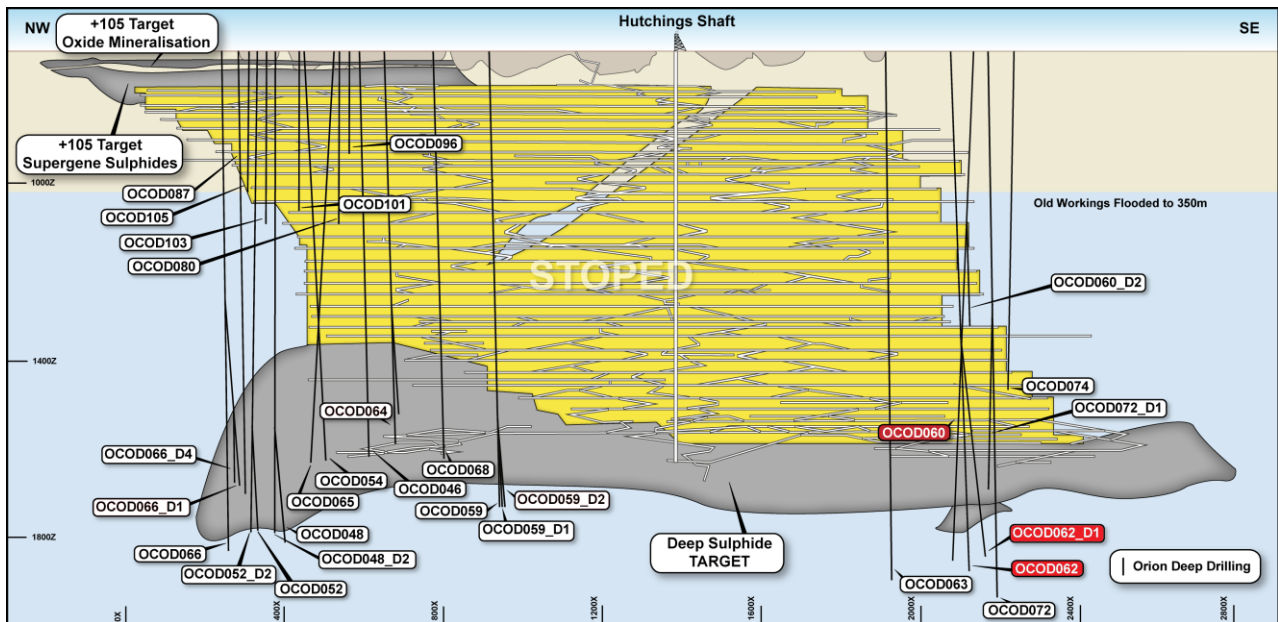 NW
+105 Target
Oxide Mineralisation
Hutchings Shaft
SE
+105 Target
Supergene Sulphides
OCOD096
1000Z
OCOD087
OCOD105
OCOD101
Old Workings Flooded to 350m
OCOD103
OCOD080
STOPED
OCOD060_D2
1400Z
OCOD074
OCOD064
OCOD072_D1
OCOD060
OCOD066_D4
OCOD068
OCOD054
OCOD046
OCOD065
OCOD066_D1
OCOD059_D2
OCOD059
OCOD059_D1
1800Z
OCOD048
OCOD062_D1
OCOD066
OCOD048_D2
Deep Sulphide
TARGET
OCOD062
Orion Deep Drilling
OCOD052_D2
OCOD052
OCOD063
OCOD072
0X
400X
800X
1200X
1600X
2000X
2400X
2800X